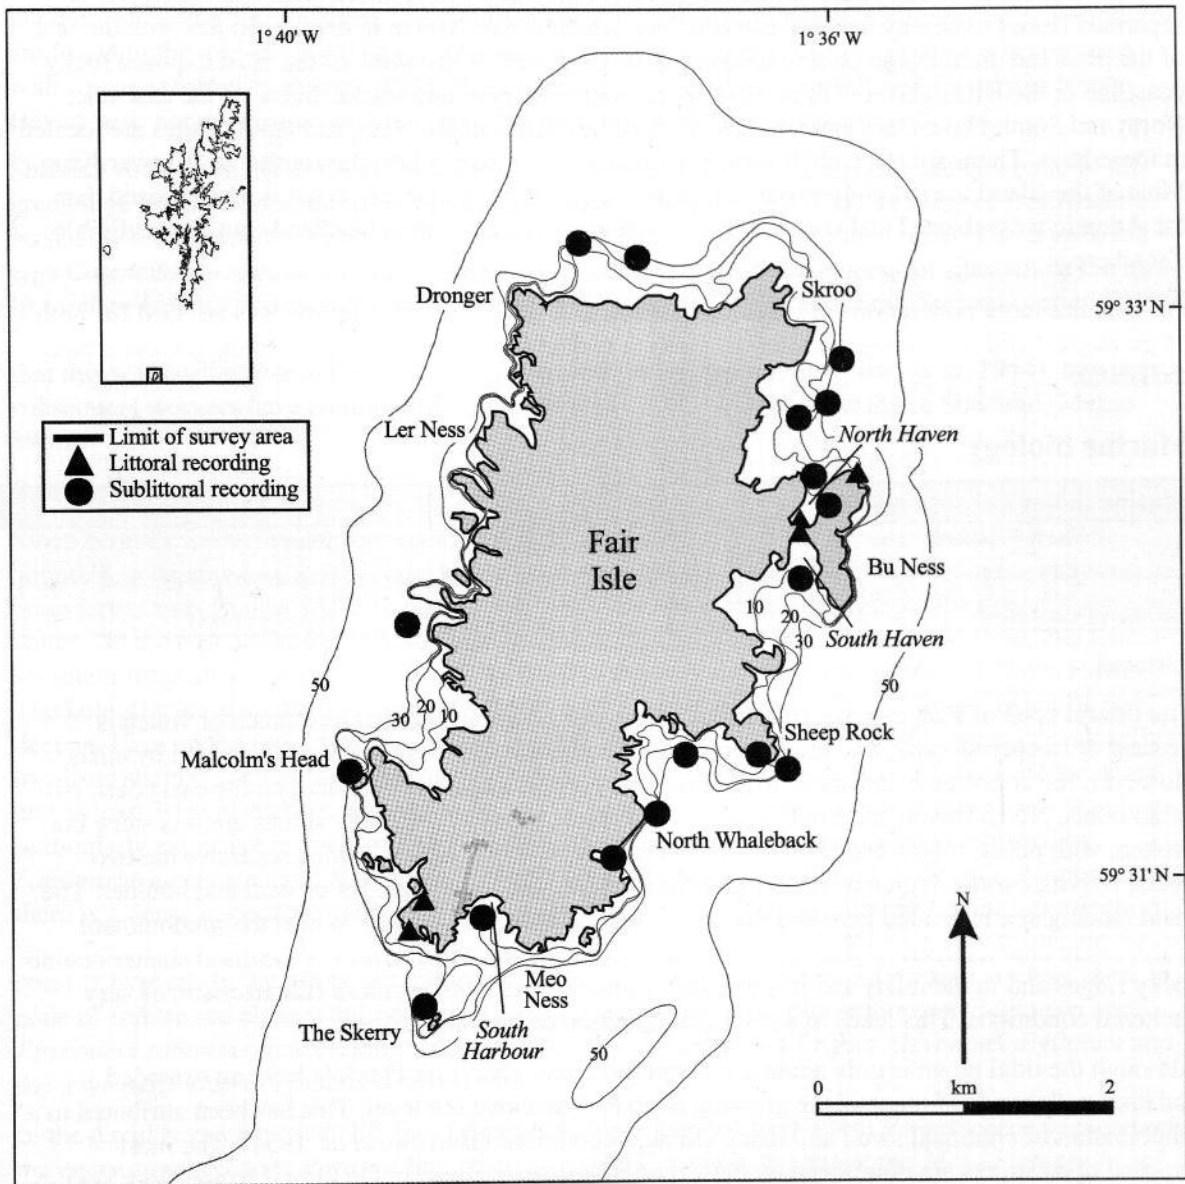 1° 40' W
1° 36' W
Dronger
Skroo
59° 33' N
Ler Ness
North Haven
Limit of survey area
Littoral recording
Sublittoral recording
Fair
Isle
Bu Ness
10
20
30
South Haven
50
50
20
10
30
Malcolm's Head
Sheep Rock
North Whaleback
59° 31' N
N
Meo
Ness
The Skerry
South
Harbour
50
0
km
2